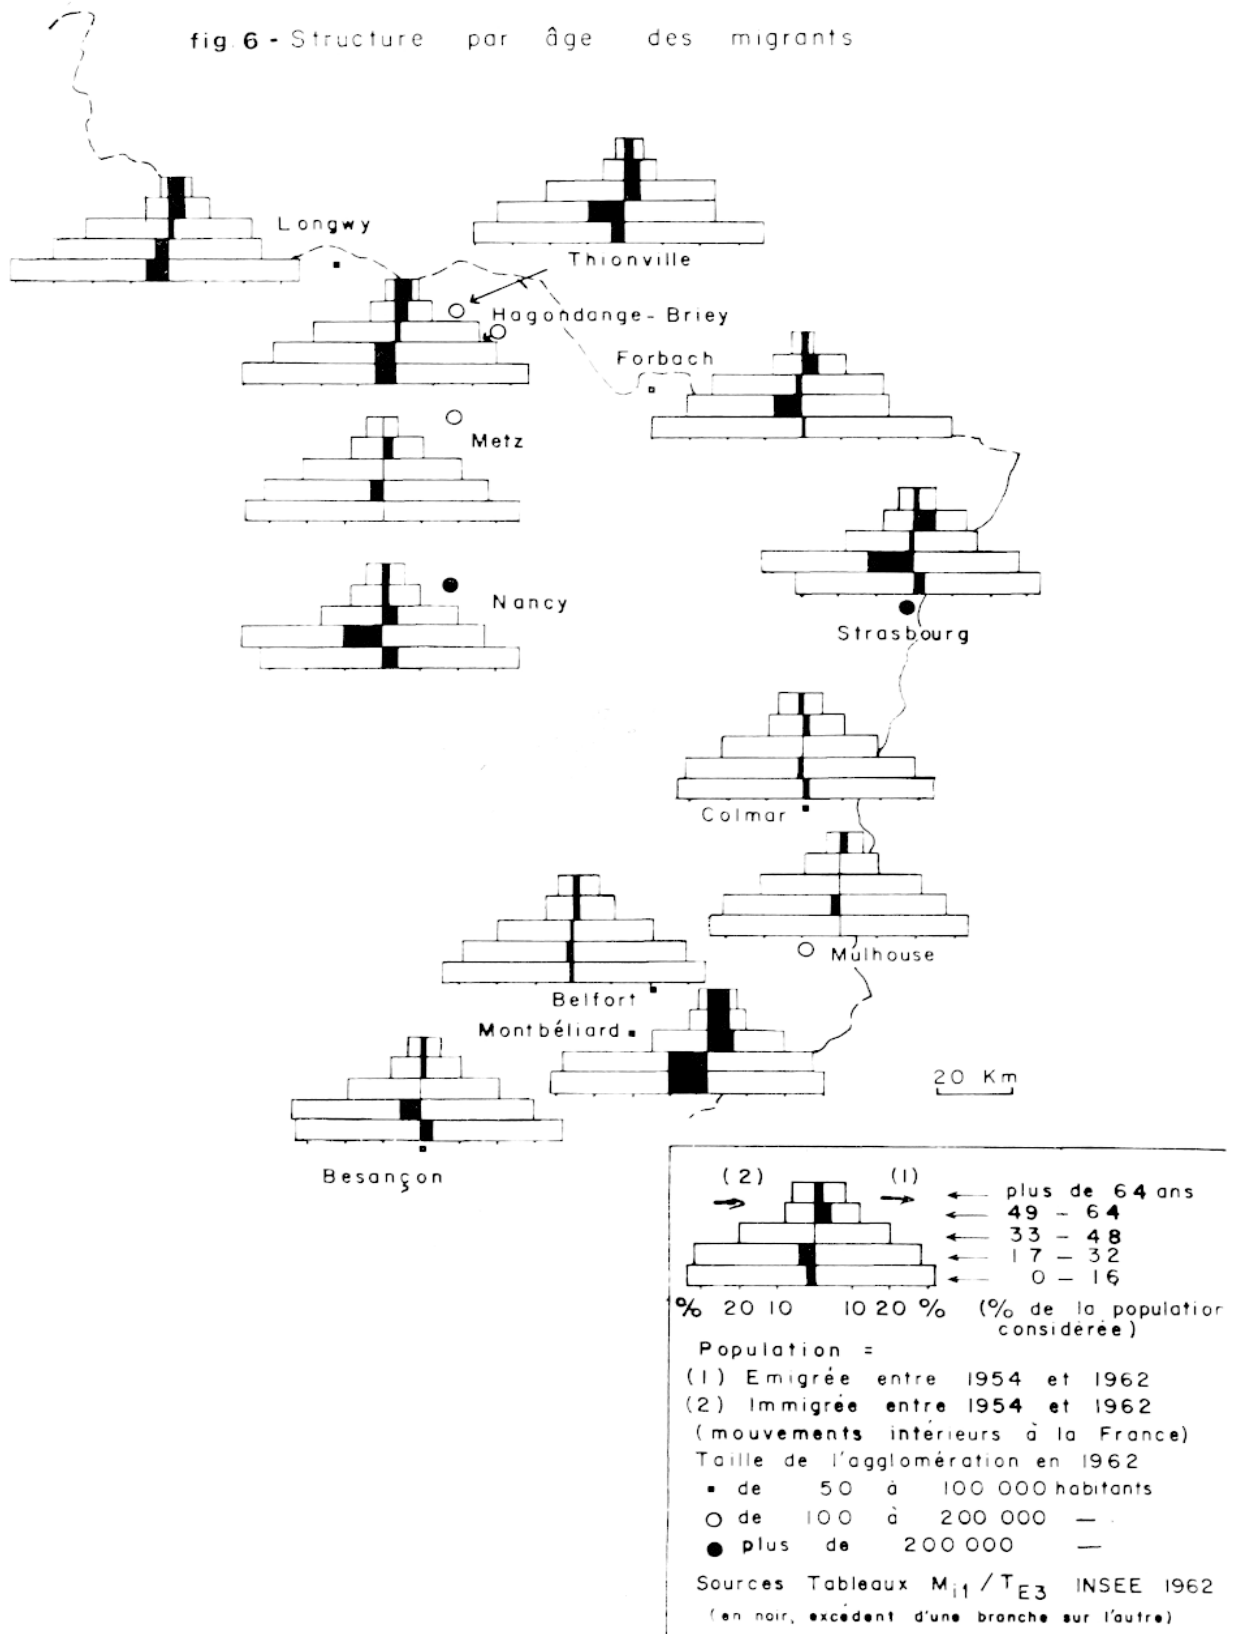 fig. 6 - Structure par âge des migrants
Longwy
Thionville
Hagondange - Briey
Forbach
Metz
Nancy
Strasbourg
Colmar
Mulhouse
Belfort
Montbéliard
20 Km
Besançon
(2) (1)
plus de 64 ans
49 - 64
33 - 48
17 - 32
0 - 16
% 20 10 10 20 % (% de la population
considérée)
Population =
(1) Emigrée entre 1954 et 1962
(2) Immigrée entre 1954 et 1962
(mouvements intérieurs à la France)
Taille de l'agglomération en 1962
de 50 à 100 000 habitants
de 100 à 200 000 —
plus de 200 000 —
Sources Tableaux Mi1 / TE3 INSEE 1962
(en noir, excédent d'une branche sur l'autre)